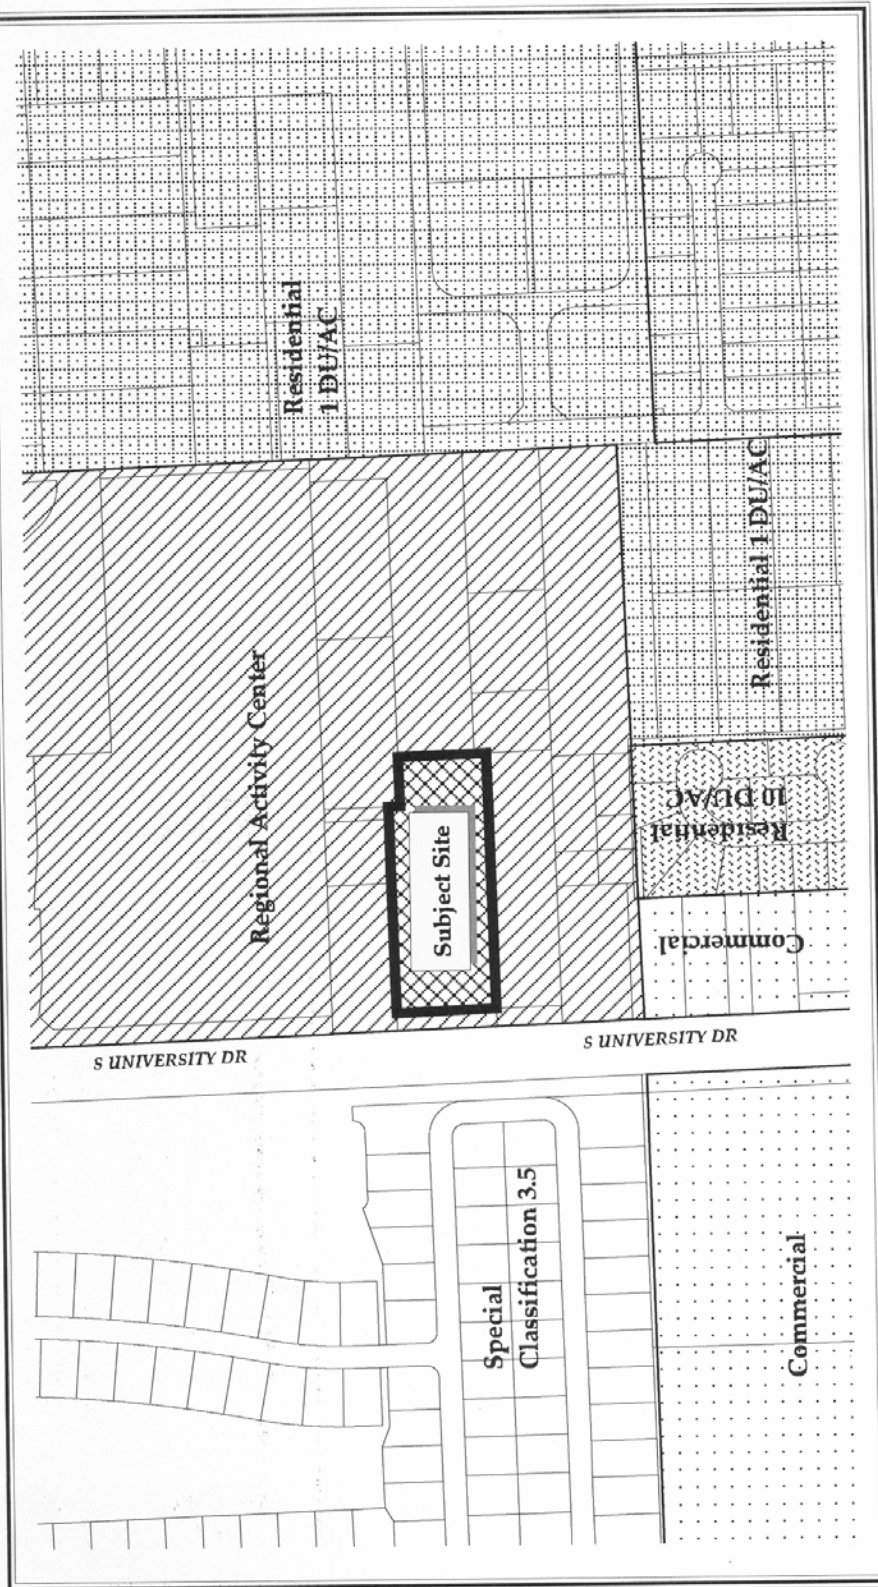 Residential
1 DU/AC
Regional Activity Center
Residential 1 DU/AC
Subject Site
Residential
10 DU/AC
Commercial
S UNIVERSITY DR
S UNIVERSITY DR
Special
Classification 3.5
Commercial